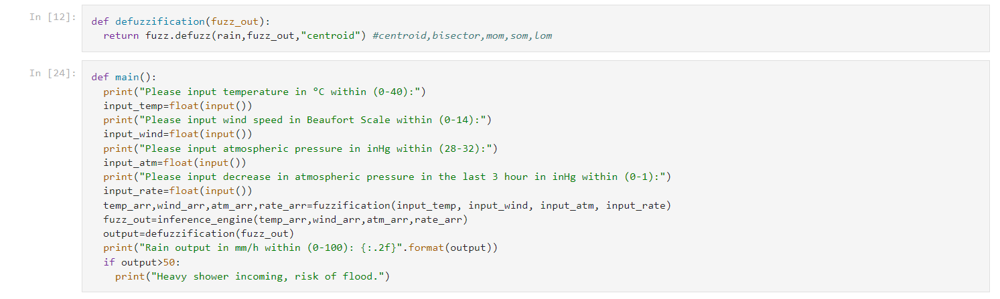 In [12]:
def defuzzification(fuzz_out):
  return fuzz.defuzz(rain,fuzz_out,"centroid") #centroid,bisector,mom,som,lom
In [24]:
def main():
  print("Please input temperature in °C within (0-40):")
  input_temp=float(input())
  print("Please input wind speed in Beaufort Scale within (0-14):")
  input_wind=float(input())
  print("Please input atmospheric pressure in inHg within (28-32):")
  input_atm=float(input())
  print("Please input decrease in atmospheric pressure in the last 3 hour in inHg within (0-1):")
  input_rate=float(input())
  temp_arr,wind_arr,atm_arr,rate_arr=fuzzification(input_temp, input_wind, input_atm, input_rate)
  fuzz_out=inference_engine(temp_arr,wind_arr,atm_arr,rate_arr)
  output=defuzzification(fuzz_out)
  print("Rain output in mm/h within (0-100): {:.2f}".format(output))
  if output>50:
    print("Heavy shower incoming, risk of flood.")